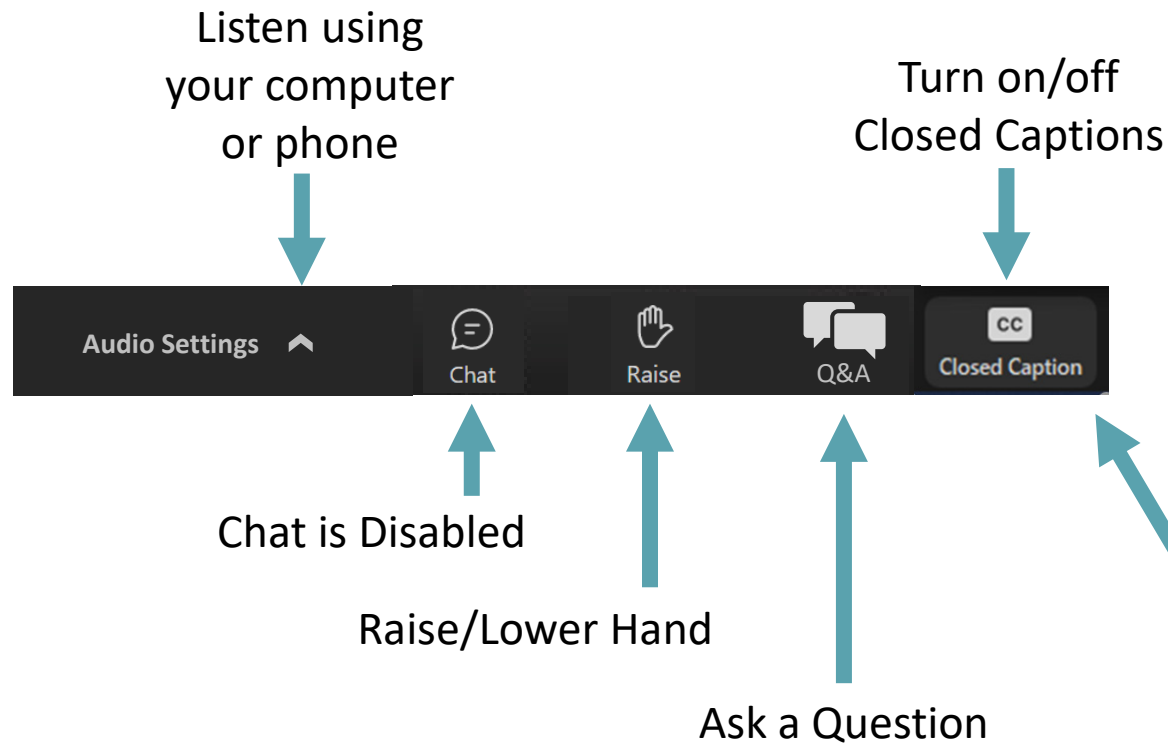 Listen using
your computer
or phone
Turn on/off
Closed Captions
Audio Settings
Chat
Raise
Q&A
CC
Closed Caption
Chat is Disabled
Raise/Lower Hand
Ask a Question